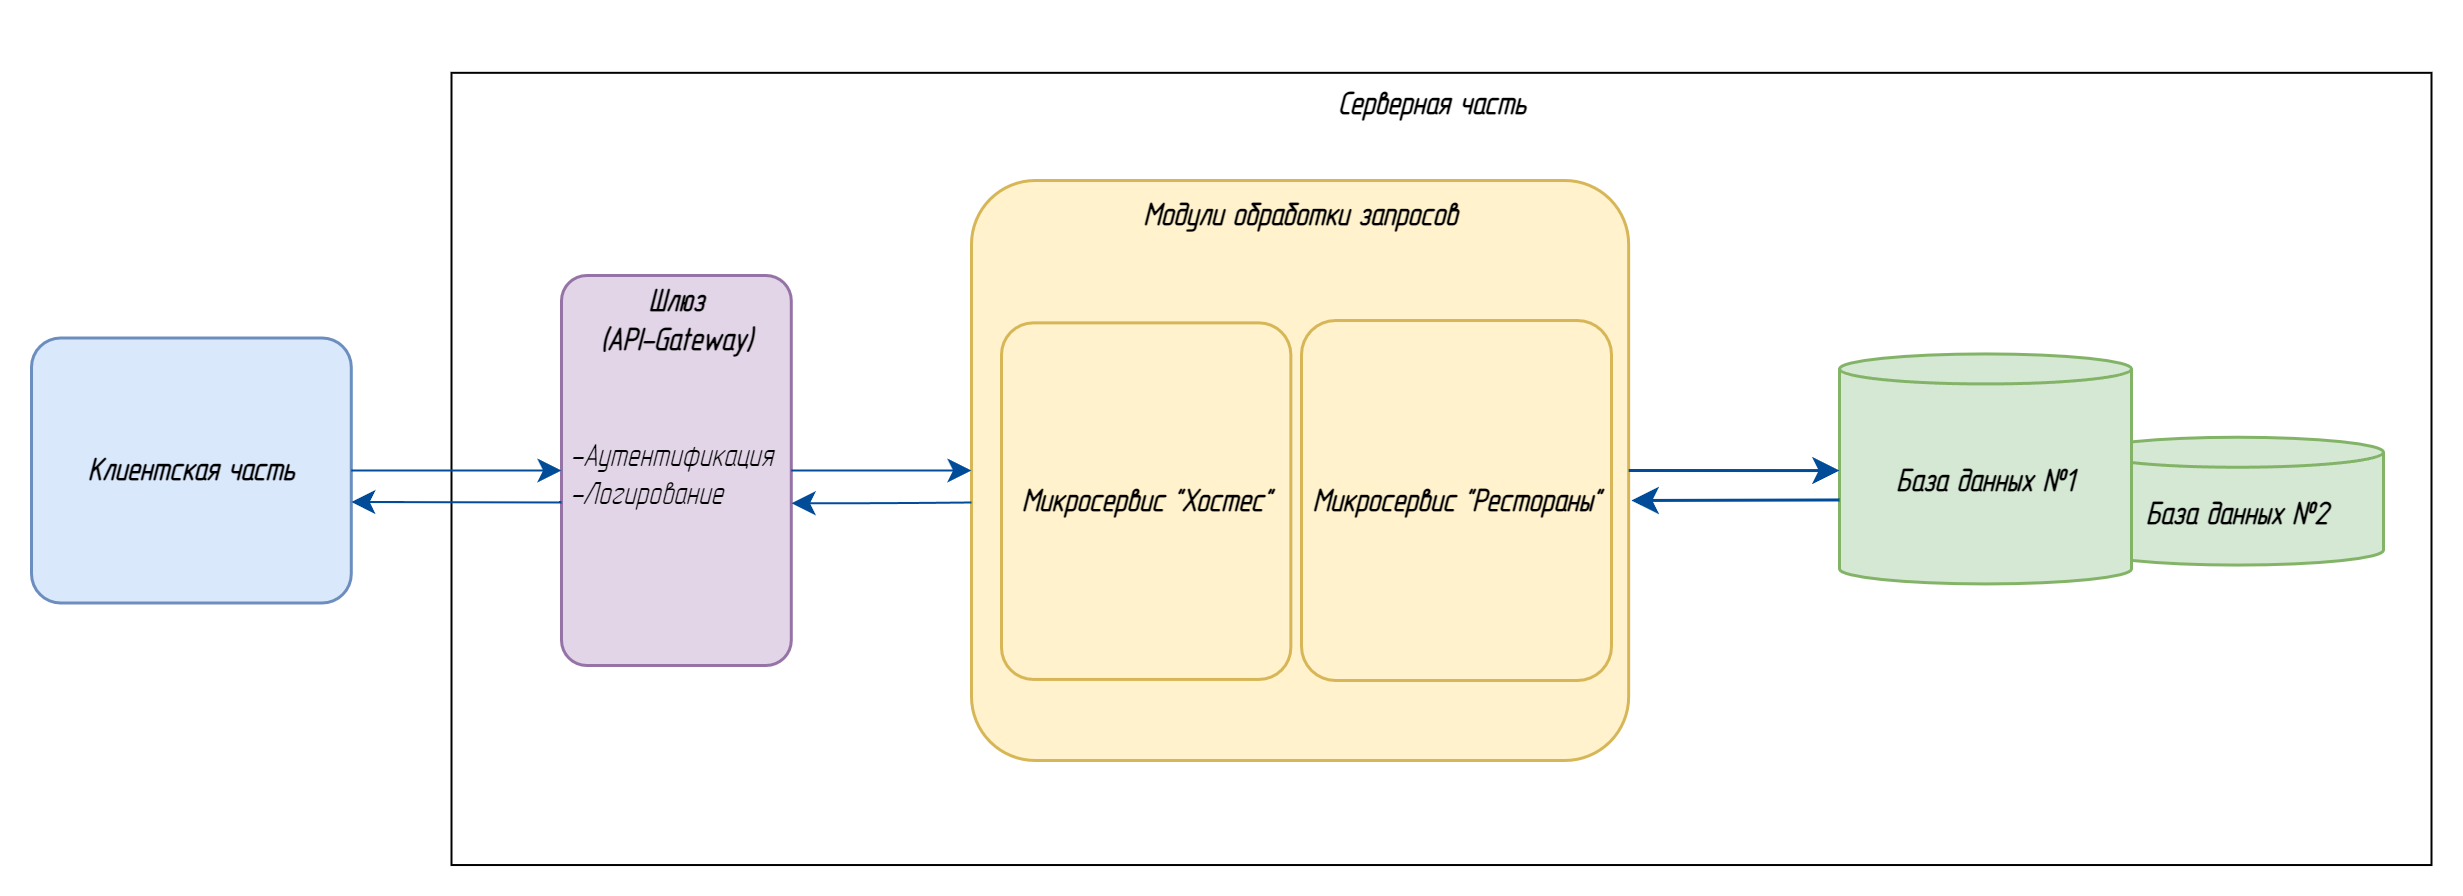 Серверная часть
Модули обработки запросов
Шлюз
(API-Gateway)
Клиентская часть
-Аутентификация
-Логирование
Микросервис "Хостес"
Микросервис "Рестораны"
База данных №1
База данных №2